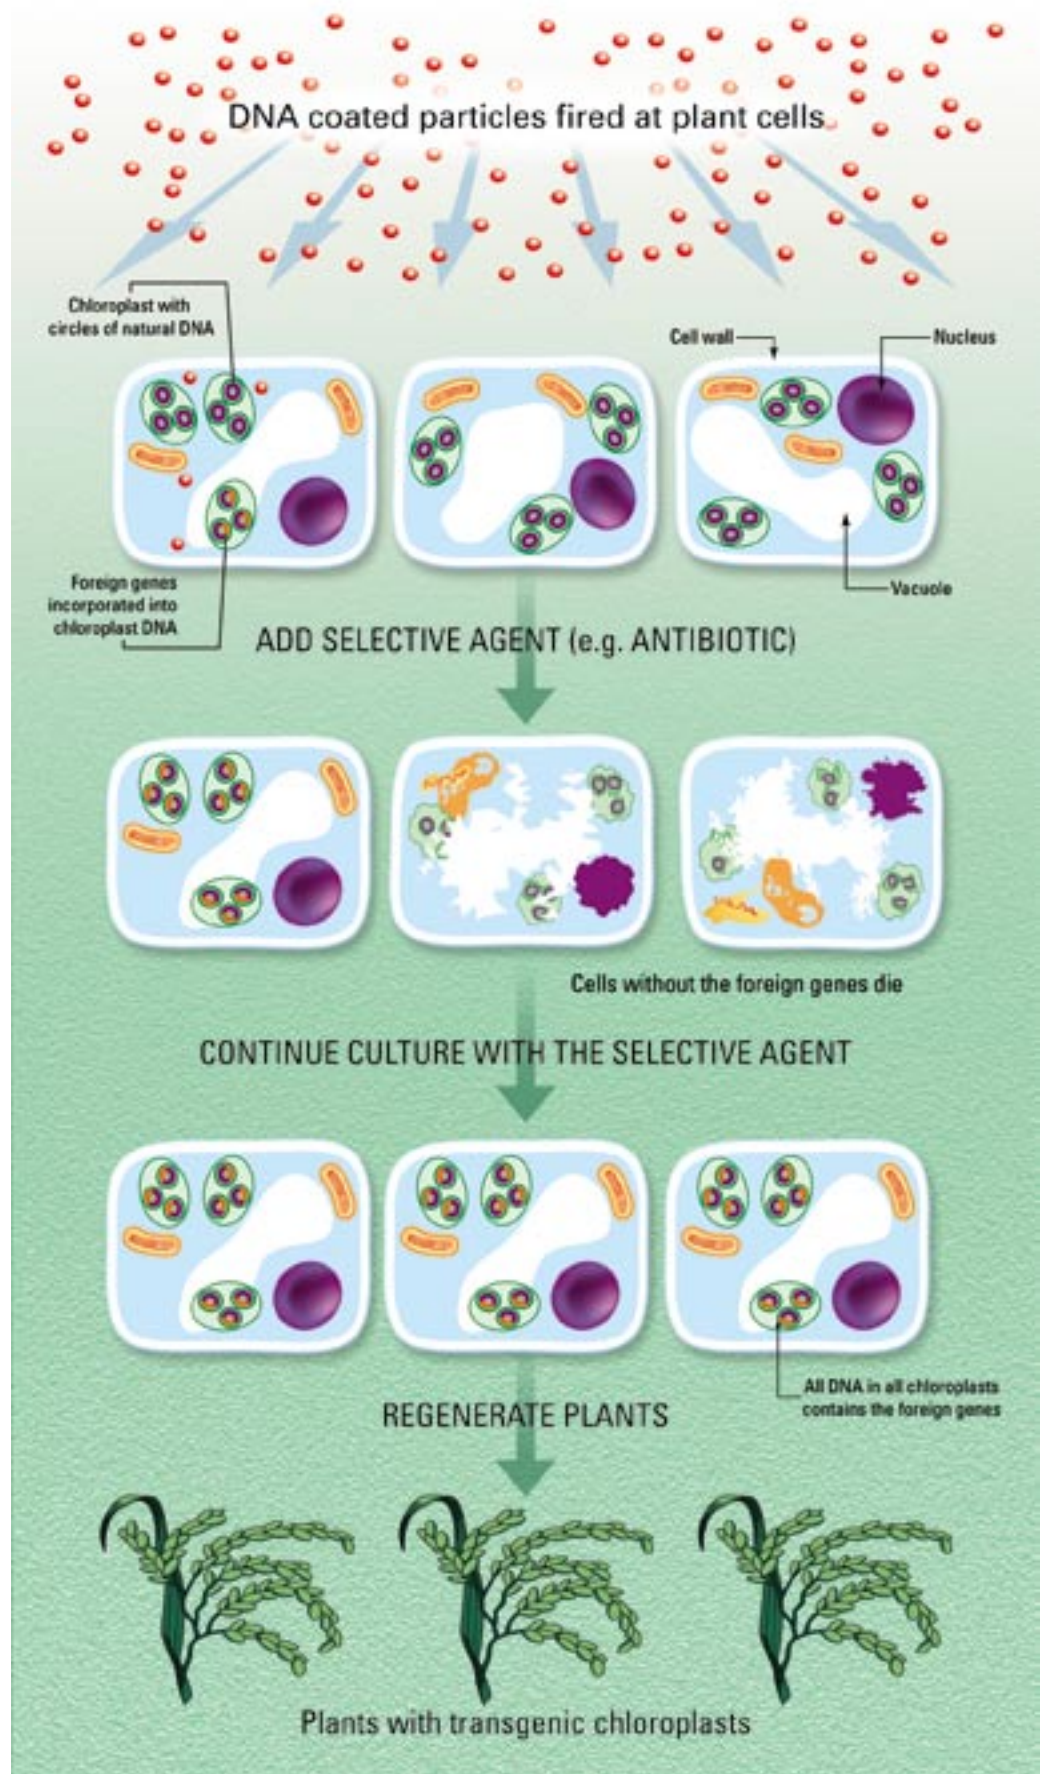 DNA coated particles fired at plant cells
Chloroplast with
circles of natural DNA
Cell wall
Nucleus
Foreign genes
incorporated into
chloroplast DNA
Vacuole
ADD SELECTIVE AGENT (e.g. ANTIBIOTIC)
Cells without the foreign genes die
CONTINUE CULTURE WITH THE SELECTIVE AGENT
All DNA in all chloroplasts
contains the foreign genes
REGENERATE PLANTS
Plants with transgenic chloroplasts